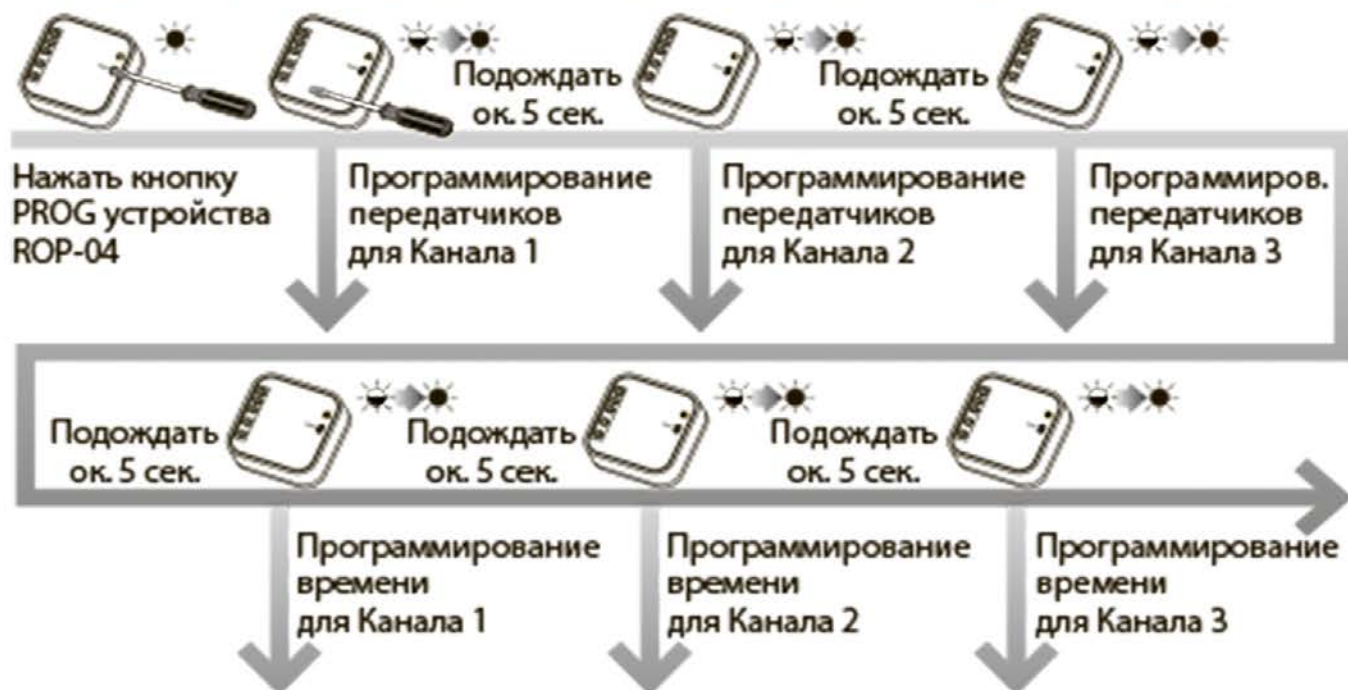 Подождать
ок. 5 сек.
Подождать
ок. 5 сек.
Нажать кнопку
PROG устройства
ROP-04
Программирование
передатчиков
для Канала 1
Программирование
передатчиков
для Канала 2
Программиров.
передатчиков
для Канала 3
Подождать
ок. 5 сек.
Подождать
ок. 5 сек.
Подождать
ок. 5 сек.
Программирование
времени
для Канала 1
Программирование
времени
для Канала 2
Программирование
времени
для Канала 3